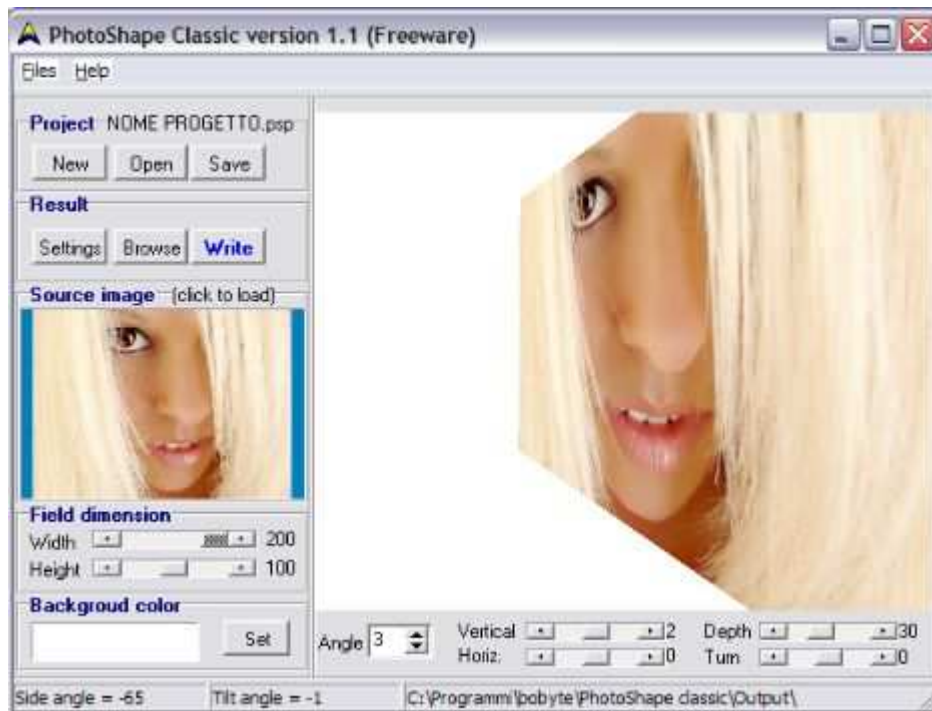 PhotoShape Classic version 1.1 (Freeware)
Files Help
Project NOME PROGETTO.psp
New Open Save
Result
Settings Browse Write
Source image (click to load)
Field dimension
Width 200
Height 100
Backgroud color
Set
Angle 3
Vertical 2
Depth 30
Horiz: 0
Turn 0
Side angle = -65
Tilt angle = -1
C:\Programmi\bobyte\PhotoShape classic\Output\